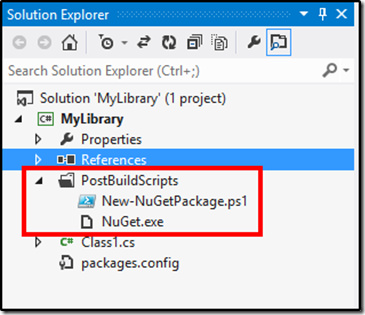 Solution Explorer
Search Solution Explorer (Ctrl+;)
Solution 'MyLibrary' (1 project)
C# MyLibrary
Properties
References
PostBuildScripts
New-NuGetPackage.ps1
NuGet.exe
C# Class1.cs
packages.config